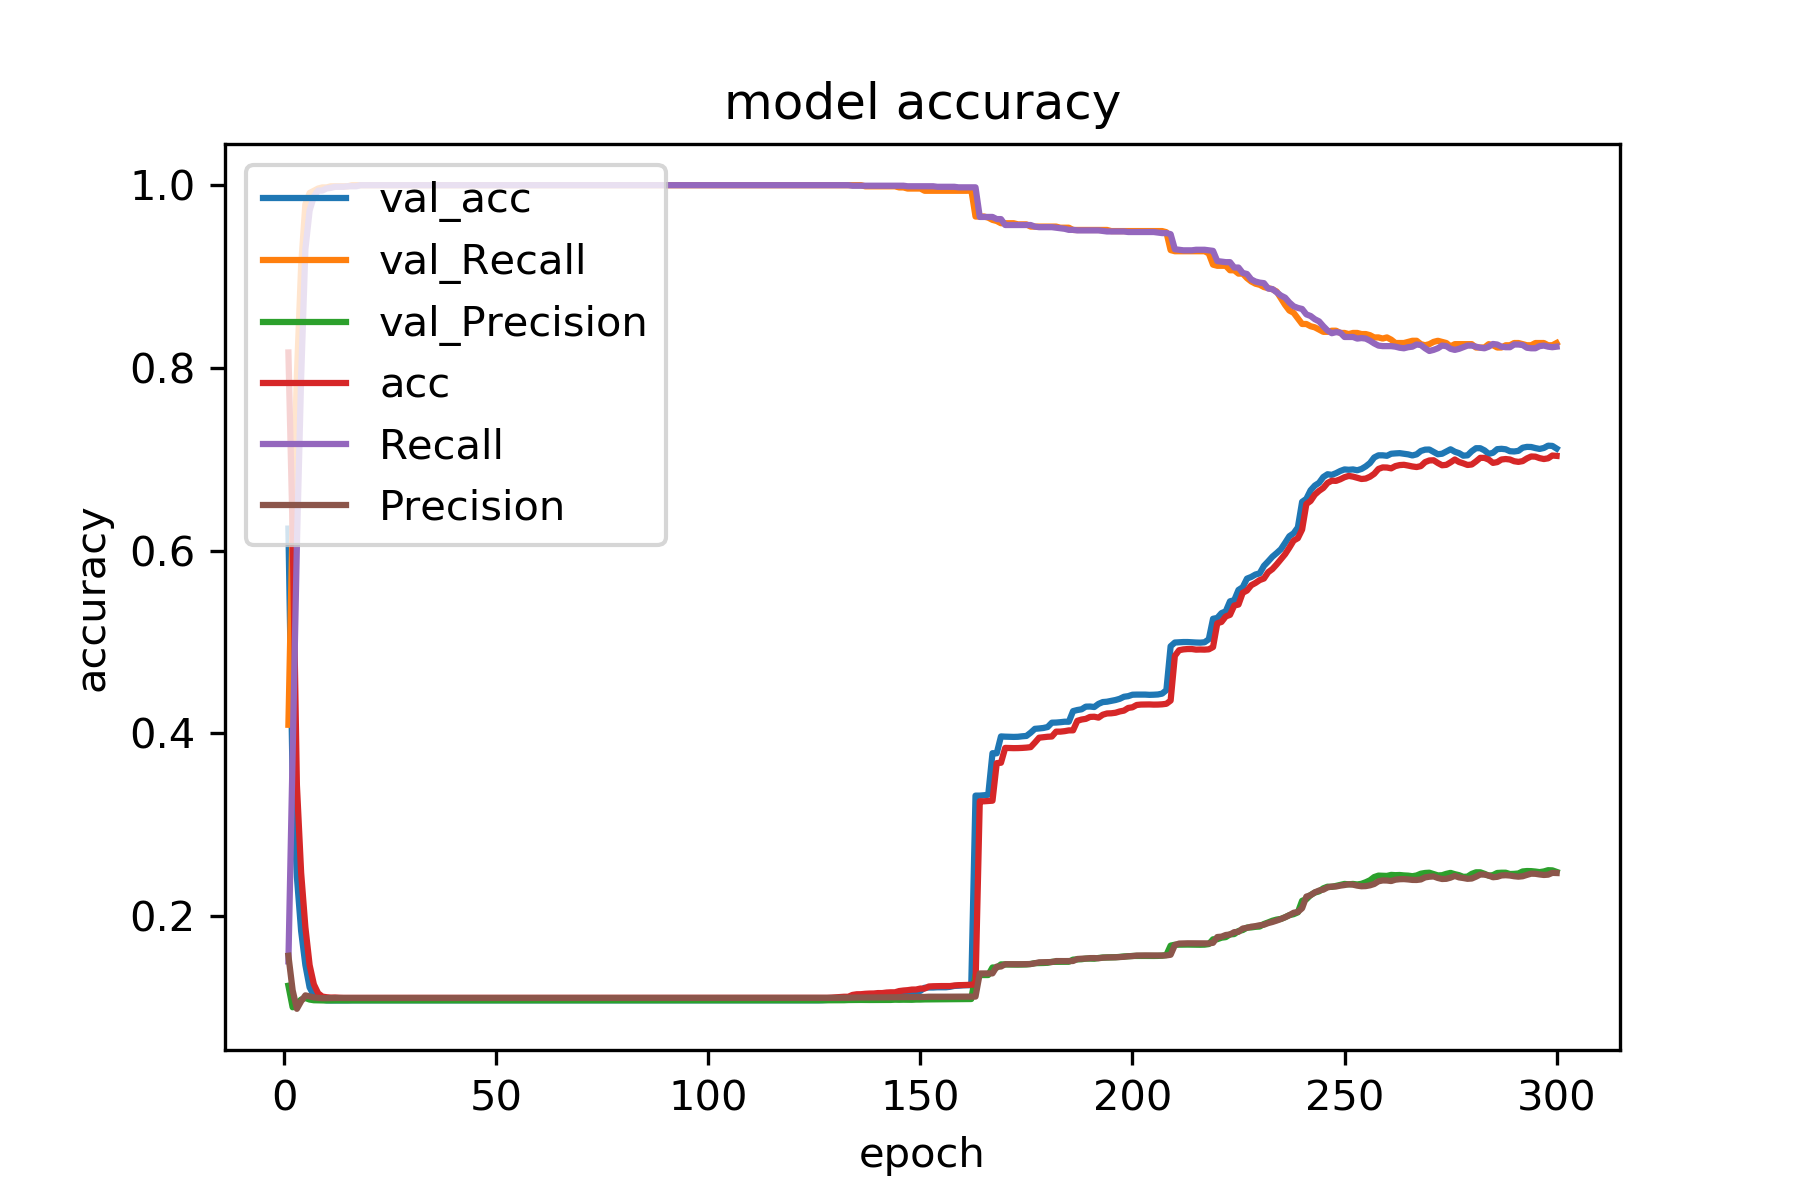 model accuracy
val_acc
val_Recall
val_Precision
acc
Recall
Precision
accuracy
1.0
0.8
0.6
0.4
0.2
0 50 100 150 200 250 300
epoch